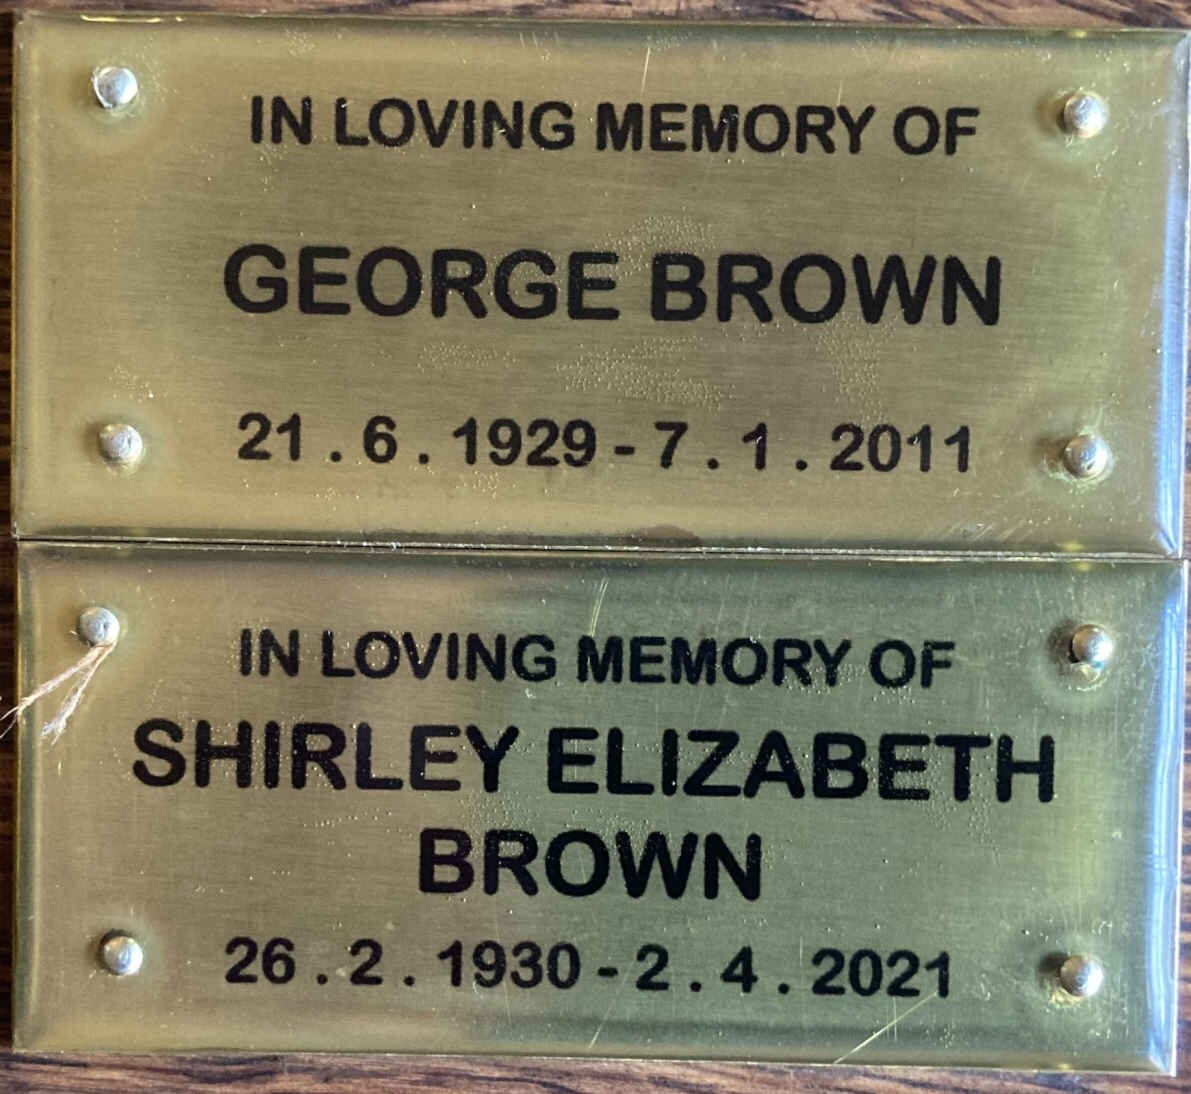 IN LOVING MEMORY OF
GEORGE BROWN
21 . 6 . 1929 - 7 . 1 . 2011
IN LOVING MEMORY OF
SHIRLEY ELIZABETH
BROWN
26 . 2 . 1930 - 2 . 4 . 2021